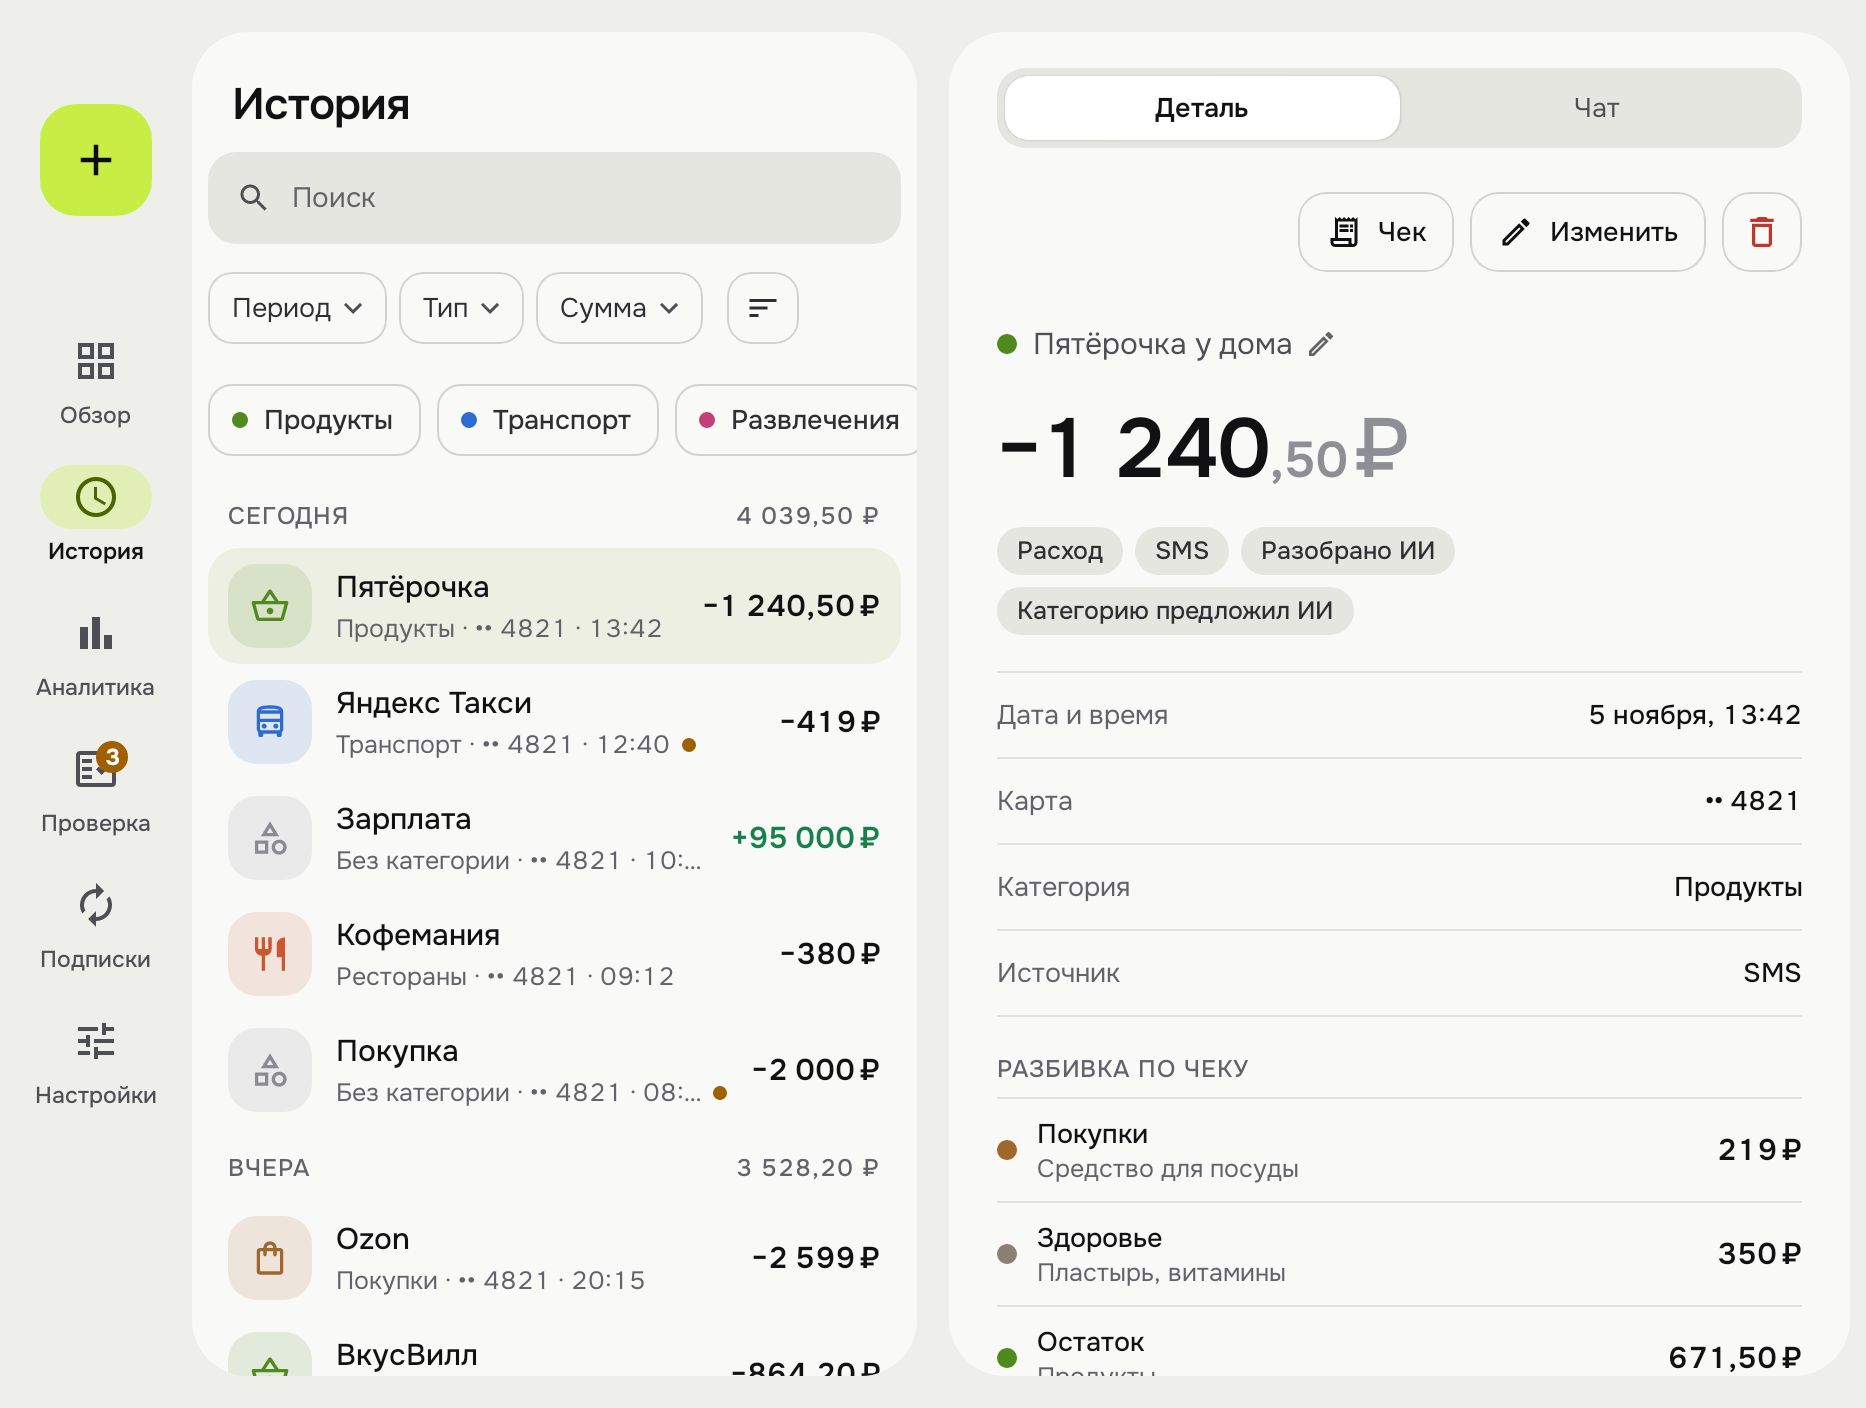 Обзор
История
Аналитика
3
Проверка
Подписки
Настройки
История
Поиск
Период
Тип
Сумма
Продукты
Транспорт
Развлечения
СЕГОДНЯ
4 039,50 ₽
Пятёрочка
−1 240,50 ₽
Продукты · •• 4821 · 13:42
Яндекс Такси
−419 ₽
Транспорт · •• 4821 · 12:40
Зарплата
+95 000 ₽
Без категории · •• 4821 · 10:...
Кофемания
−380 ₽
Рестораны · •• 4821 · 09:12
Покупка
−2 000 ₽
Без категории · •• 4821 · 08:...
ВЧЕРА
3 528,20 ₽
Ozon
−2 599 ₽
Покупки · •• 4821 · 20:15
ВкусВилл
−864,20 ₽
Деталь
Чат
Чек
Изменить
Пятёрочка у дома
−1 240,50 ₽
Расход
SMS
Разобрано ИИ
Категорию предложил ИИ
Дата и время
5 ноября, 13:42
Карта
•• 4821
Категория
Продукты
Источник
SMS
РАЗБИВКА ПО ЧЕКУ
Покупки
219 ₽
Средство для посуды
Здоровье
350 ₽
Пластырь, витамины
Остаток
671,50 ₽
Продукты